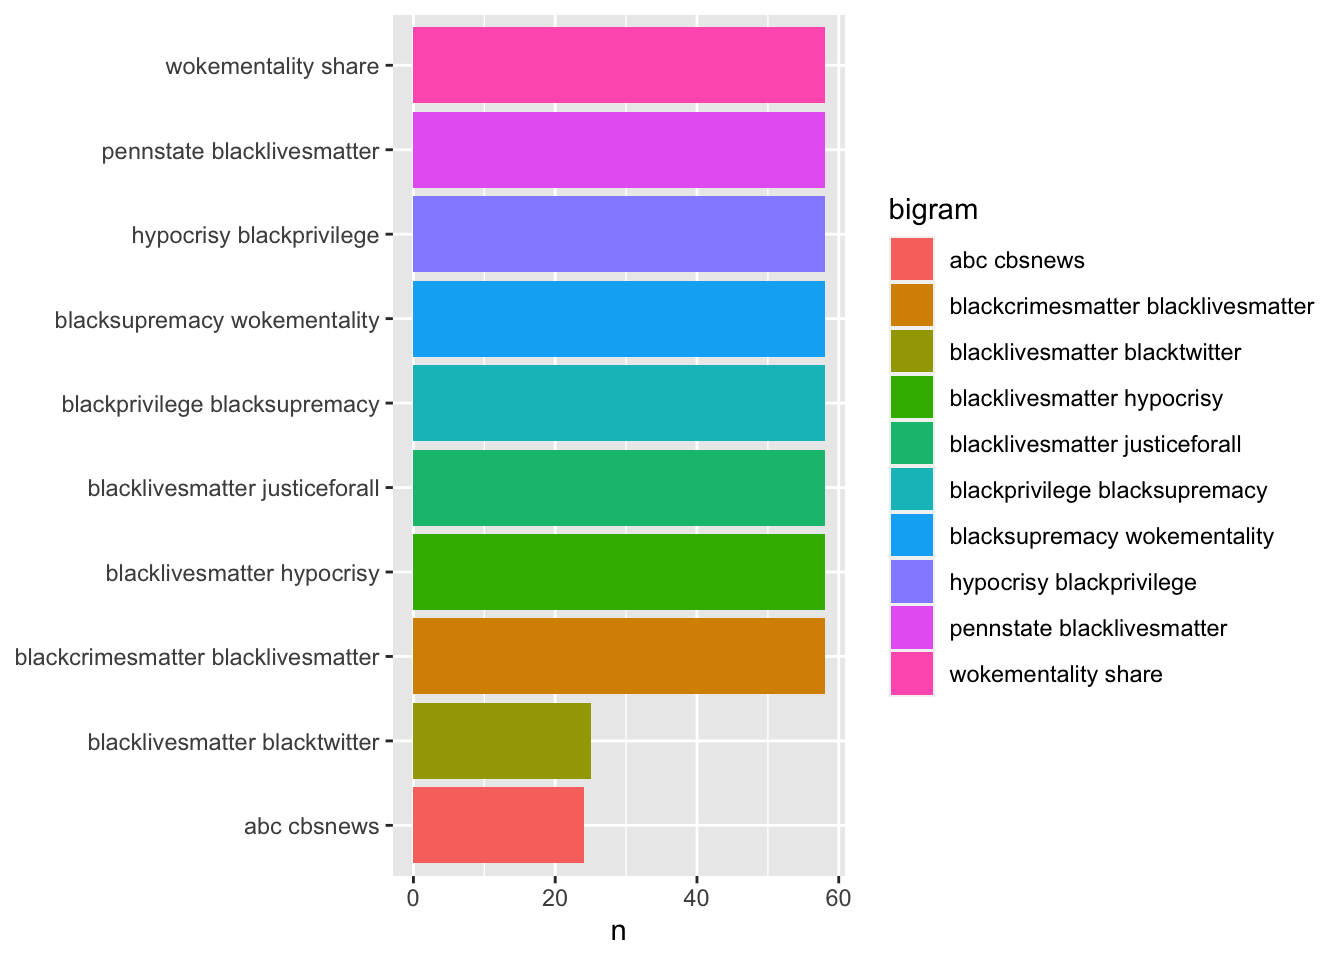 wokementality share
pennstate blacklivesmatter
hypocrisy blackprivilege
blacksupremacy wokementality
blackprivilege blacksupremacy
blacklivesmatter justiceforall
blacklivesmatter hypocrisy
blackcrimesmatter blacklivesmatter
blacklivesmatter blacktwitter
abc cbsnews
0 20 40 60
n
bigram
abc cbsnews
blackcrimesmatter blacklivesmatter
blacklivesmatter blacktwitter
blacklivesmatter hypocrisy
blacklivesmatter justiceforall
blackprivilege blacksupremacy
blacksupremacy wokementality
hypocrisy blackprivilege
pennstate blacklivesmatter
wokementality share